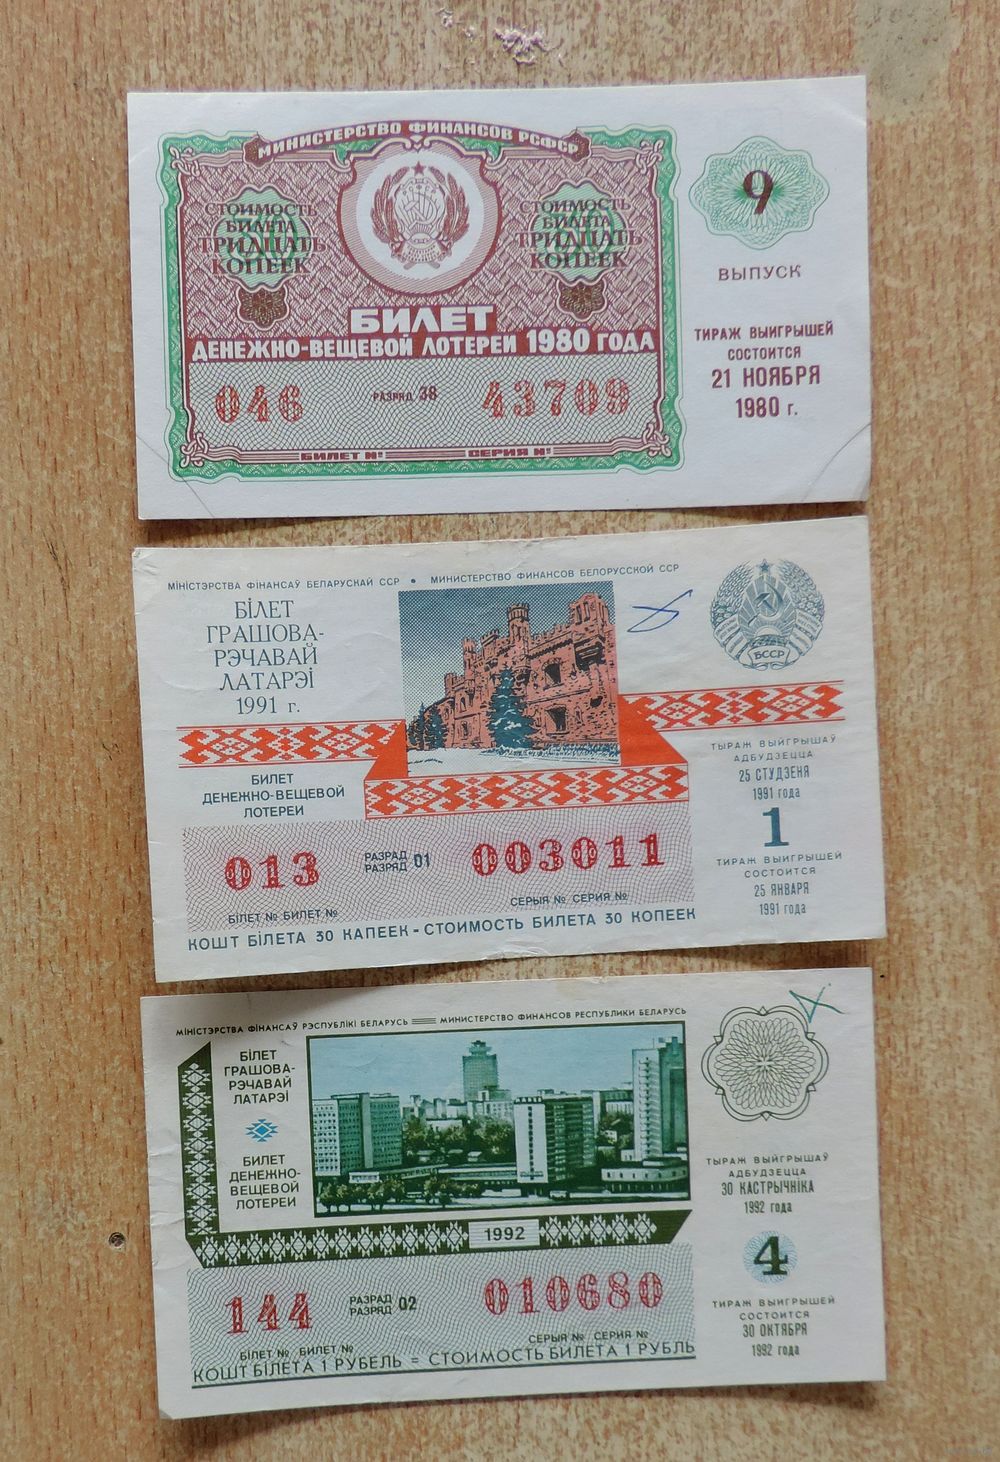 МИНИСТЕРСТВО ФИНАНСОВ РСФСР
СТОИМОСТЬ
БИЛЕТА
ТРИДЦАТЬ
КОПЕЕК
СТОИМОСТЬ
БИЛЕТА
ТРИДЦАТЬ
КОПЕЕК
БИЛЕТ
ДЕНЕЖНО-ВЕЩЕВОЙ ЛОТЕРЕИ 1980 ГОДА
046 РАЗРЯД 38 43709
БИЛЕТ № СЕРИЯ №
9
ВЫПУСК
ТИРАЖ ВЫИГРЫШЕЙ
СОСТОИТСЯ
21 НОЯБРЯ
1980 г.
МІНІСТЭРСТВА ФІНАНСАЎ БЕЛАРУСКАЙ ССР • МИНИСТЕРСТВО ФИНАНСОВ БЕЛОРУССКОЙ ССР
БІЛЕТ
ГРАШОВА-
РЭЧАВАЙ
ЛАТАРЭІ
1991 г.
БИЛЕТ
ДЕНЕЖНО-ВЕЩЕВОЙ
ЛОТЕРЕИ
013 РАЗРАД РАЗРЯД 01 003011
БІЛЕТ № БИЛЕТ № СЕРЫЯ № СЕРИЯ №
КОШТ БІЛЕТА 30 КАПЕЕК - СТОИМОСТЬ БИЛЕТА 30 КОПЕЕК
БССР
ТЫРАЖ ВЫЙГРЫШАЎ
АДБУДЗЕЦЦА
25 СТУДЗЕНЯ
1991 года
1
ТИРАЖ ВЫИГРЫШЕЙ
СОСТОИТСЯ
25 ЯНВАРЯ
1991 года
МІНІСТЭРСТВА ФІНАНСАЎ РЭСПУБЛІКІ БЕЛАРУСЬ МИНИСТЕРСТВО ФИНАНСОВ РЕСПУБЛИКИ БЕЛАРУСЬ
БІЛЕТ
ГРАШОВА-
РЭЧАВАЙ
ЛАТАРЭІ
БИЛЕТ
ДЕНЕЖНО-
ВЕЩЕВОЙ
ЛОТЕРЕИ
1992
144 РАЗРАД РАЗРЯД 02 010680
БІЛЕТ № БИЛЕТ № СЕРЫЯ № СЕРИЯ №
КОШТ БІЛЕТА 1 РУБЕЛЬ = СТОИМОСТЬ БИЛЕТА 1 РУБЛЬ
ТЫРАЖ ВЫЙГРЫШАЎ
АДБУДЗЕЦЦА
30 КАСТРЫЧНІКА
1992 года
4
ТИРАЖ ВЫИГРЫШЕЙ
СОСТОИТСЯ
30 ОКТЯБРЯ
1992 года